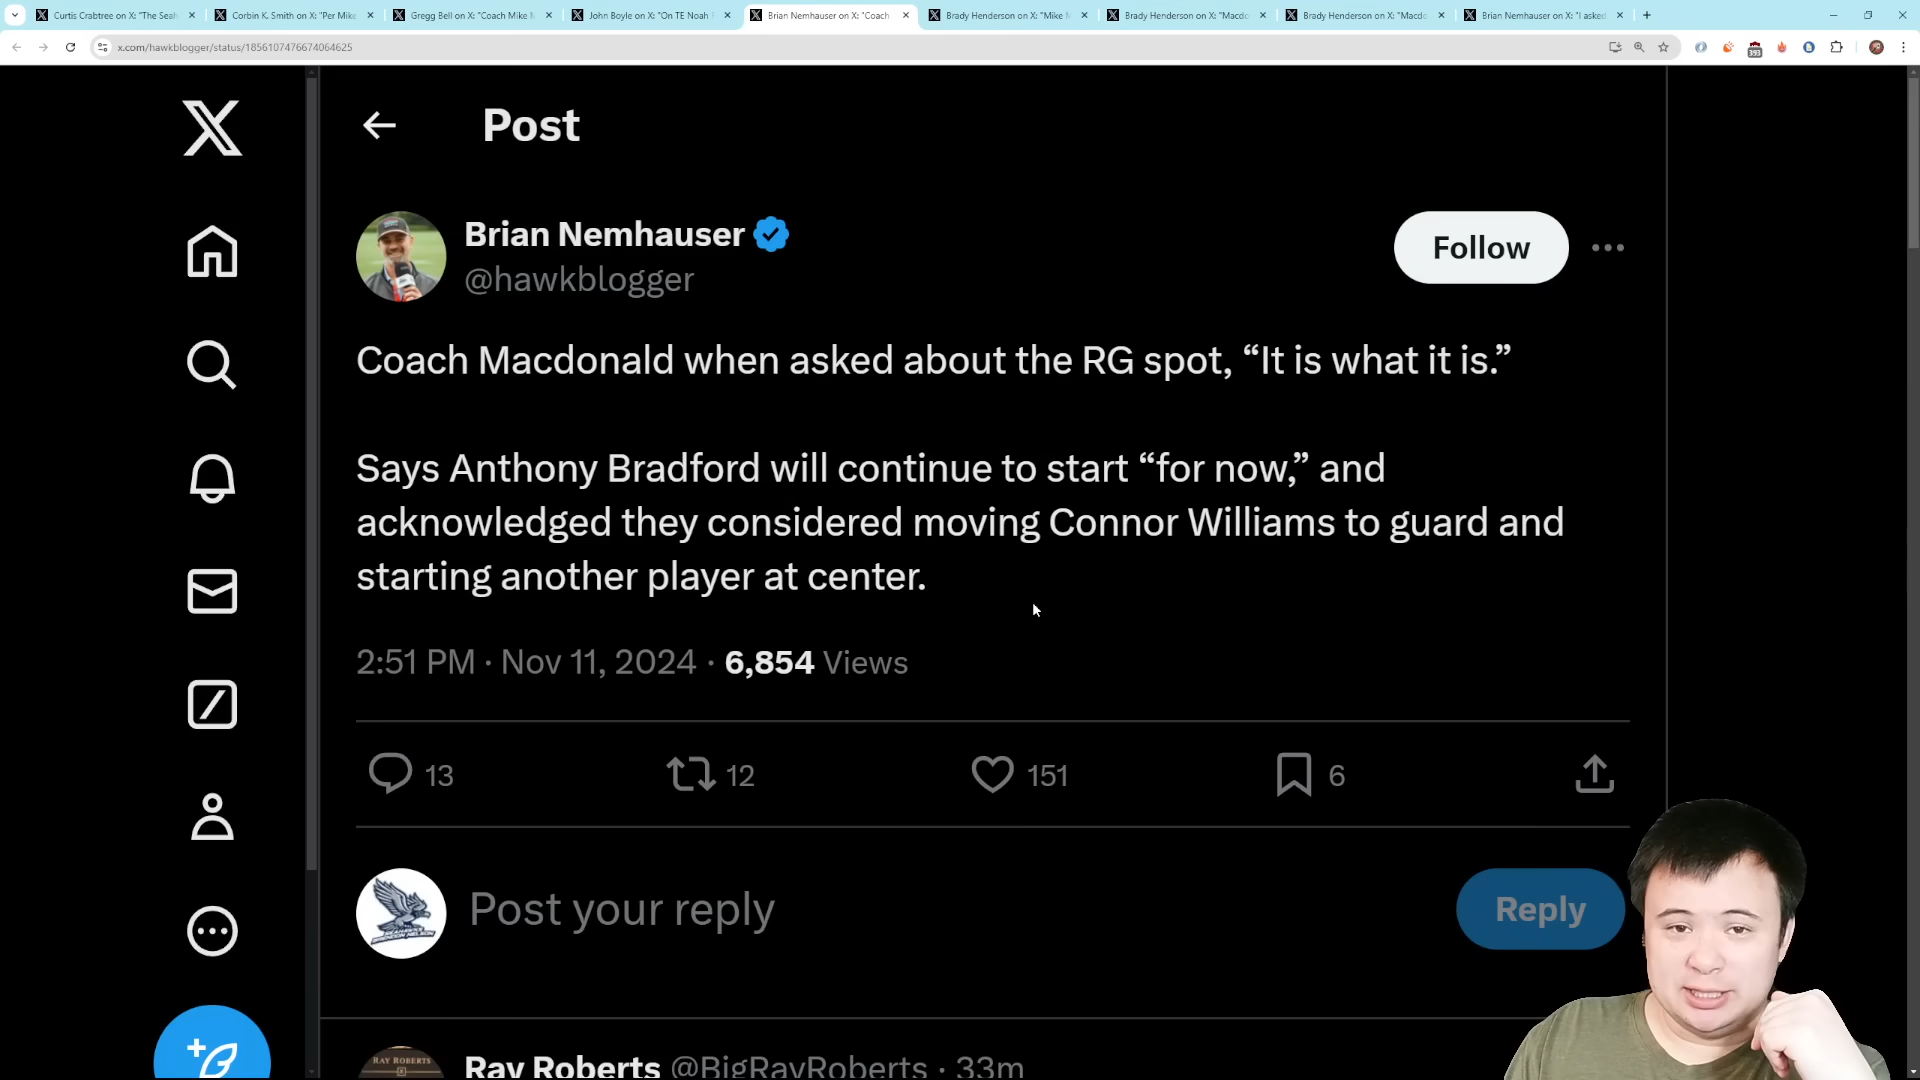 Curtis Crabtree on X: "The Seah
Corbin K. Smith on X: "Per Mike
Gregg Bell on X: "Coach Mike M
John Boyle on X: "On TE Noah F
Brian Nemhauser on X: "Coach
Brady Henderson on X: "Mike M
Brady Henderson on X: "Macdo
Brady Henderson on X: "Macdo
Brian Nemhauser on X: "I asked
x.com/hawkblogger/status/1856107476674064625
393
Post
Brian Nemhauser
@hawkblogger
Follow
Coach Macdonald when asked about the RG spot, “It is what it is.”
Says Anthony Bradford will continue to start “for now,” and
acknowledged they considered moving Connor Williams to guard and
starting another player at center.
2:51 PM · Nov 11, 2024 · 6,854 Views
13
12
151
6
Post your reply
Reply
RAY ROBERTS
Ray Roberts @BigRayRoberts · 33m